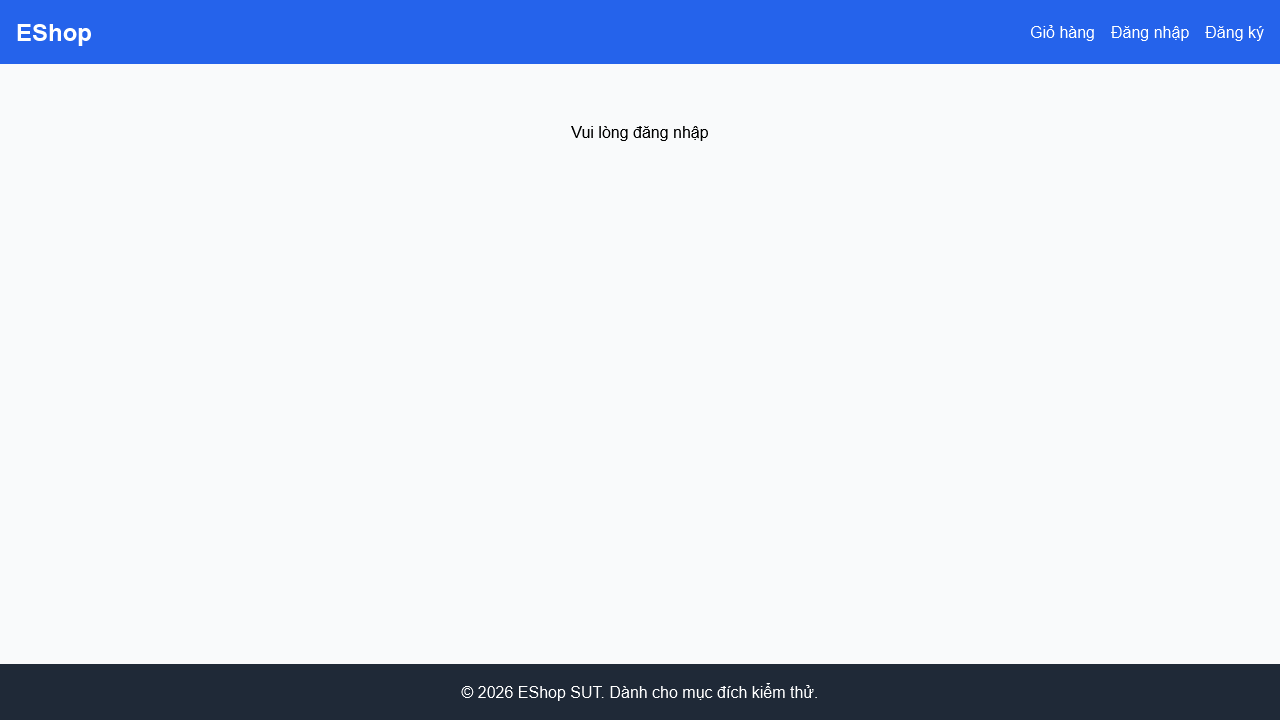 EShop
Giỏ hàng
Đăng nhập
Đăng ký
Vui lòng đăng nhập
© 2026 EShop SUT. Dành cho mục đích kiểm thử.